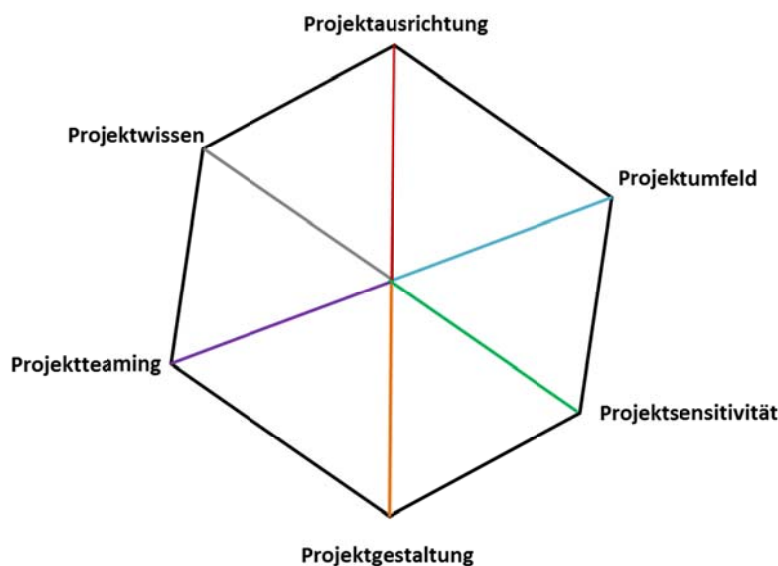 Projektausrichtung
Projektwissen
Projektumfeld
Projektteaming
Projektsensitivität
Projektgestaltung